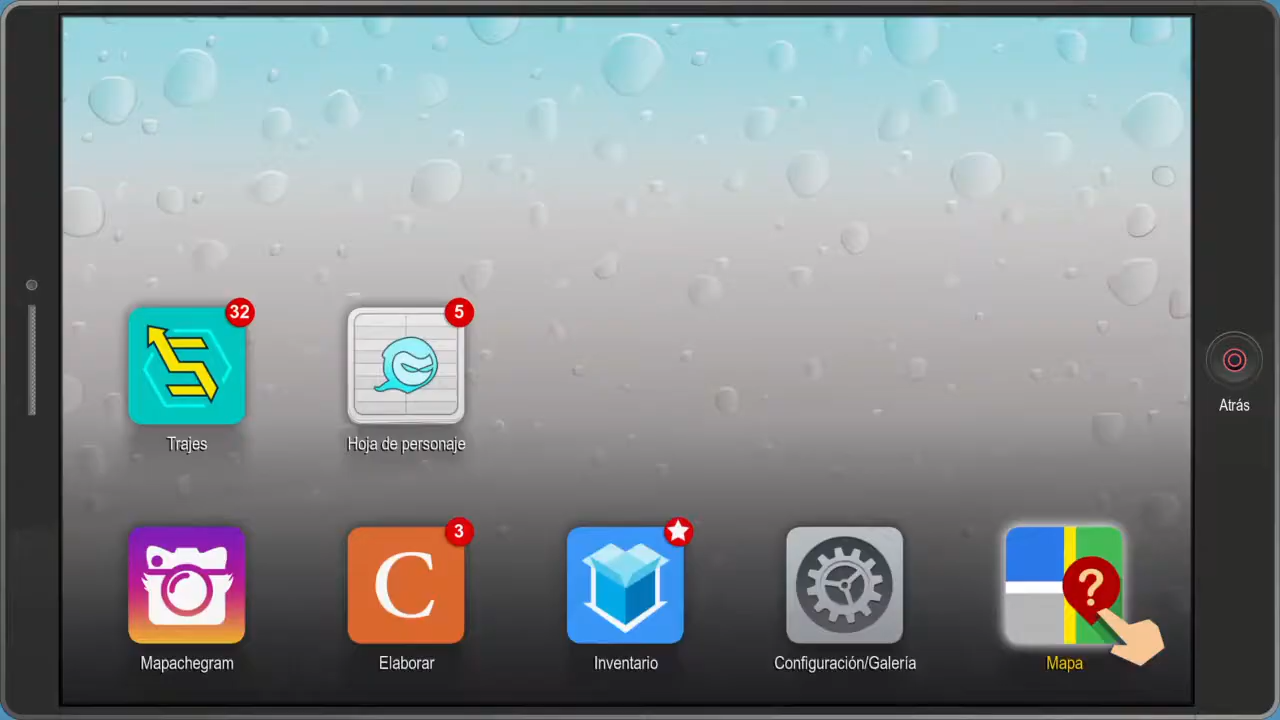 32
5
Trajes
Hoja de personaje
Atrás
3
C
?
Mapachegram
Elaborar
Inventario
Configuración/Galería
Mapa